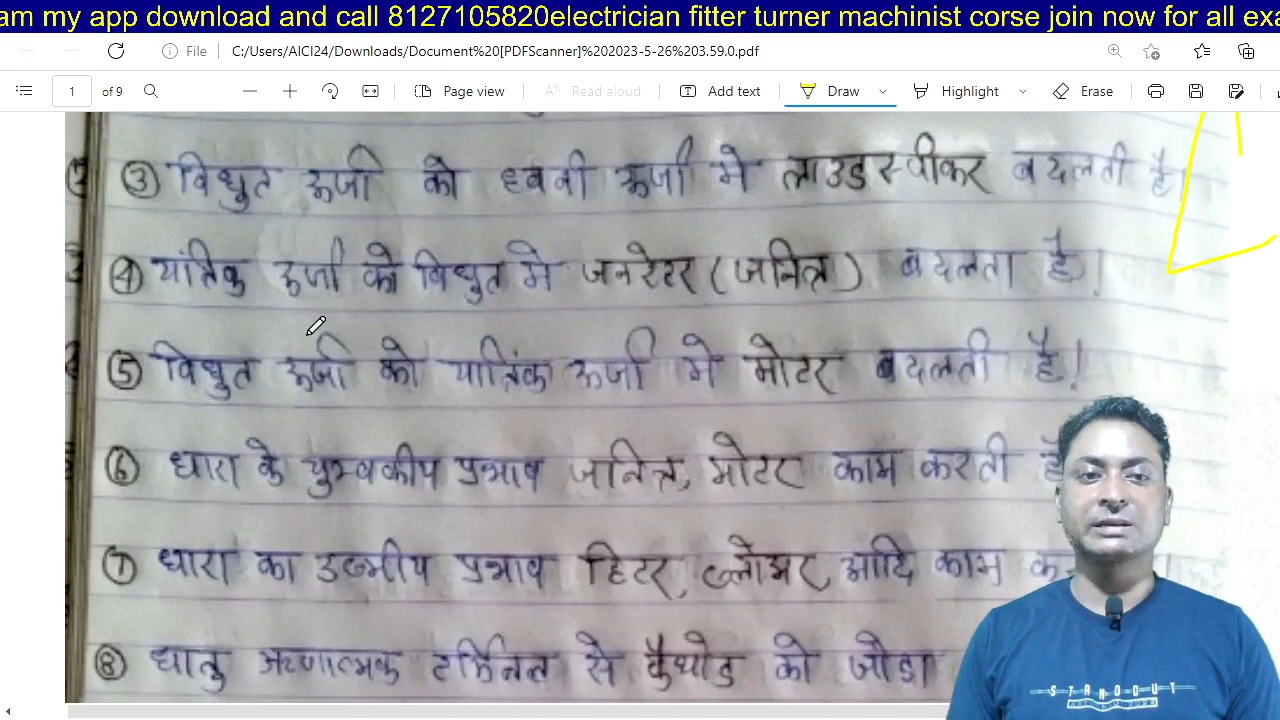 am my app download and call 8127105820electrician fitter turner machinist corse join now for all exa
File C:/Users/AICI24/Downloads/Document%20[PDFScanner]%202023-5-26%203.59.0.pdf
1 of 9 Page view Read aloud Add text Draw Highlight Erase
③ विधुत ऊर्जा को ध्वनी ऊर्जा मे लाउडस्पीकर बदलती है।
④ यांत्रिक ऊर्जा को विधुत मे जनरेटर (जनित्र) बदलता है।
⑤ विधुत ऊर्जा को यात्रिंक ऊर्जा मे मोटर बदलती है।
⑥ धारा के चुम्बकीय प्रभाव जनित्र, मोटर काम करती है
⑦ धारा का उष्मीय प्रभाव हिटर, ब्लोअर, आदि काम
⑧ धातु ऋणात्मक टर्मिनल से कैथोड को जोडा
STANDOUT